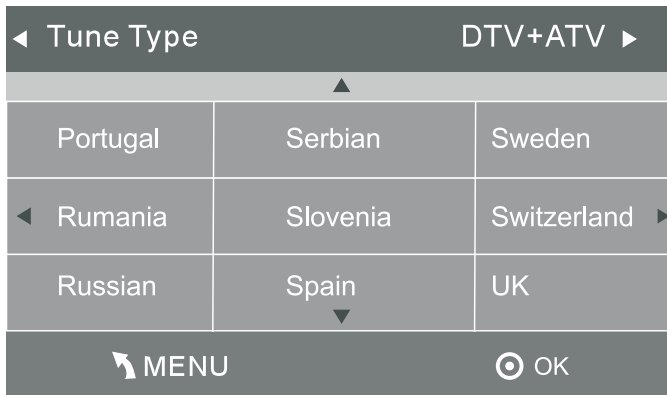 Tune Type DTV+ATV
Portugal Serbian Sweden
Rumania Slovenia Switzerland
Russian Spain UK
MENU OK